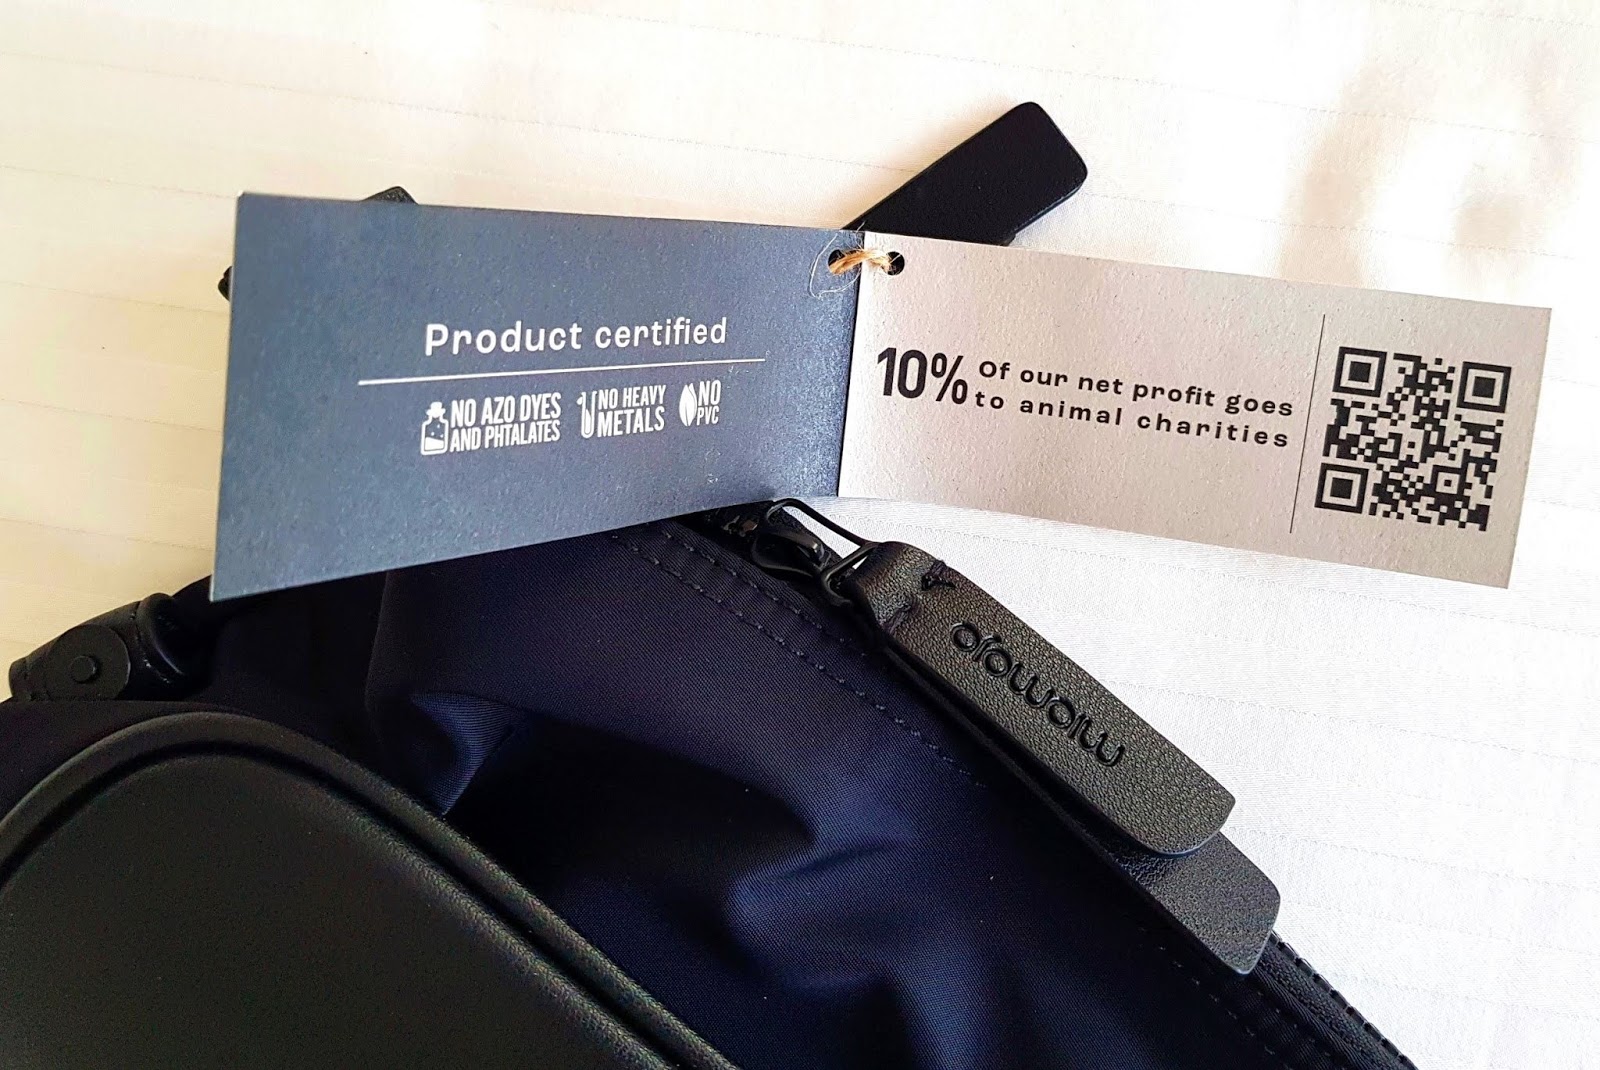 Product certified
NO AZO DYES
AND PHTALATES
NO HEAVY
METALS
NO
PVC
10% Of our net profit goes
to animal charities
miomojo